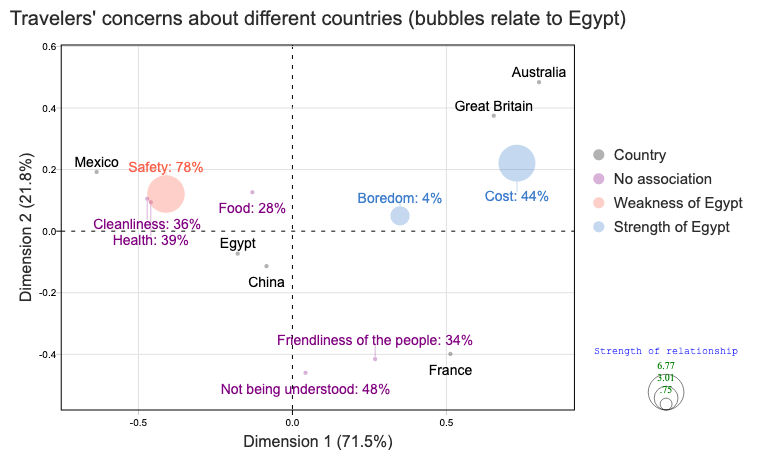 Travelers' concerns about different countries (bubbles relate to Egypt)
0.6
Australia
0.4
Great Britain
Country
Mexico
Safety: 78%
0.2
No association
Boredom: 4%
Cost: 44%
Food: 28%
Weakness of Egypt
Cleanliness: 36%
Strength of Egypt
0.0
Health: 39%
Egypt
China
-0.2
Friendliness of the people: 34%
-0.4
France
Not being understood: 48%
Strength of relationship
6.77
3.01
.75
-0.5
0.0
0.5
Dimension 1 (71.5%)
Dimension 2 (21.8%)